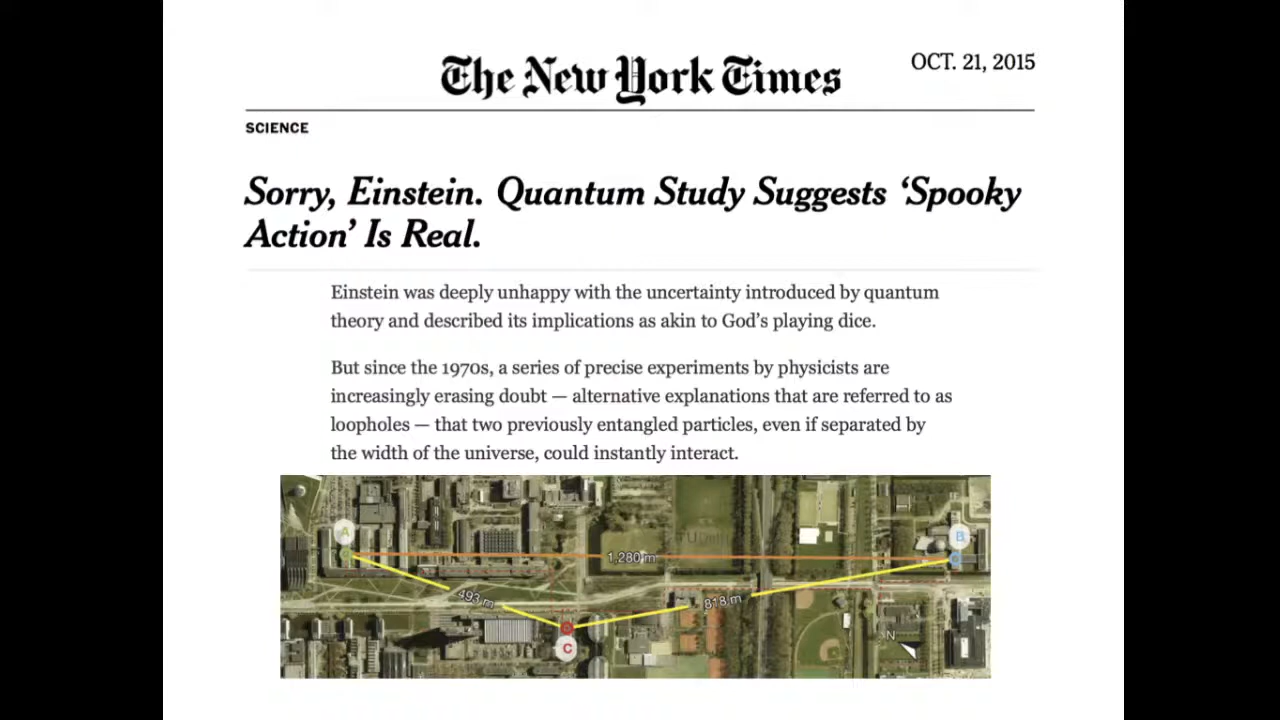 The New York Times
OCT. 21, 2015
SCIENCE
Sorry, Einstein. Quantum Study Suggests ‘Spooky
Action’ Is Real.
Einstein was deeply unhappy with the uncertainty introduced by quantum
theory and described its implications as akin to God’s playing dice.
But since the 1970s, a series of precise experiments by physicists are
increasingly erasing doubt — alternative explanations that are referred to as
loopholes — that two previously entangled particles, even if separated by
the width of the universe, could instantly interact.
A
B
1,280 m
493 m
818 m
N
C